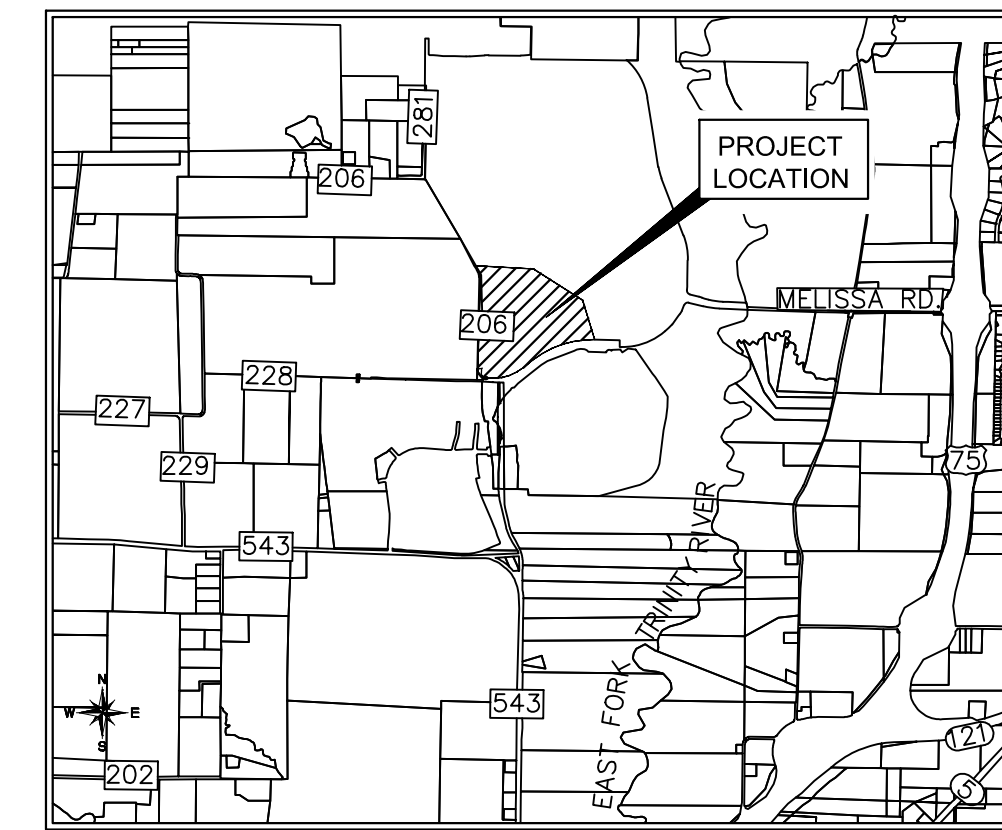 281
206
PROJECT
LOCATION
MELISSA RD.
206
228
227
229
75
543
EAST FORK TRINITY RIVER
N
W E
S
543
121
202
5